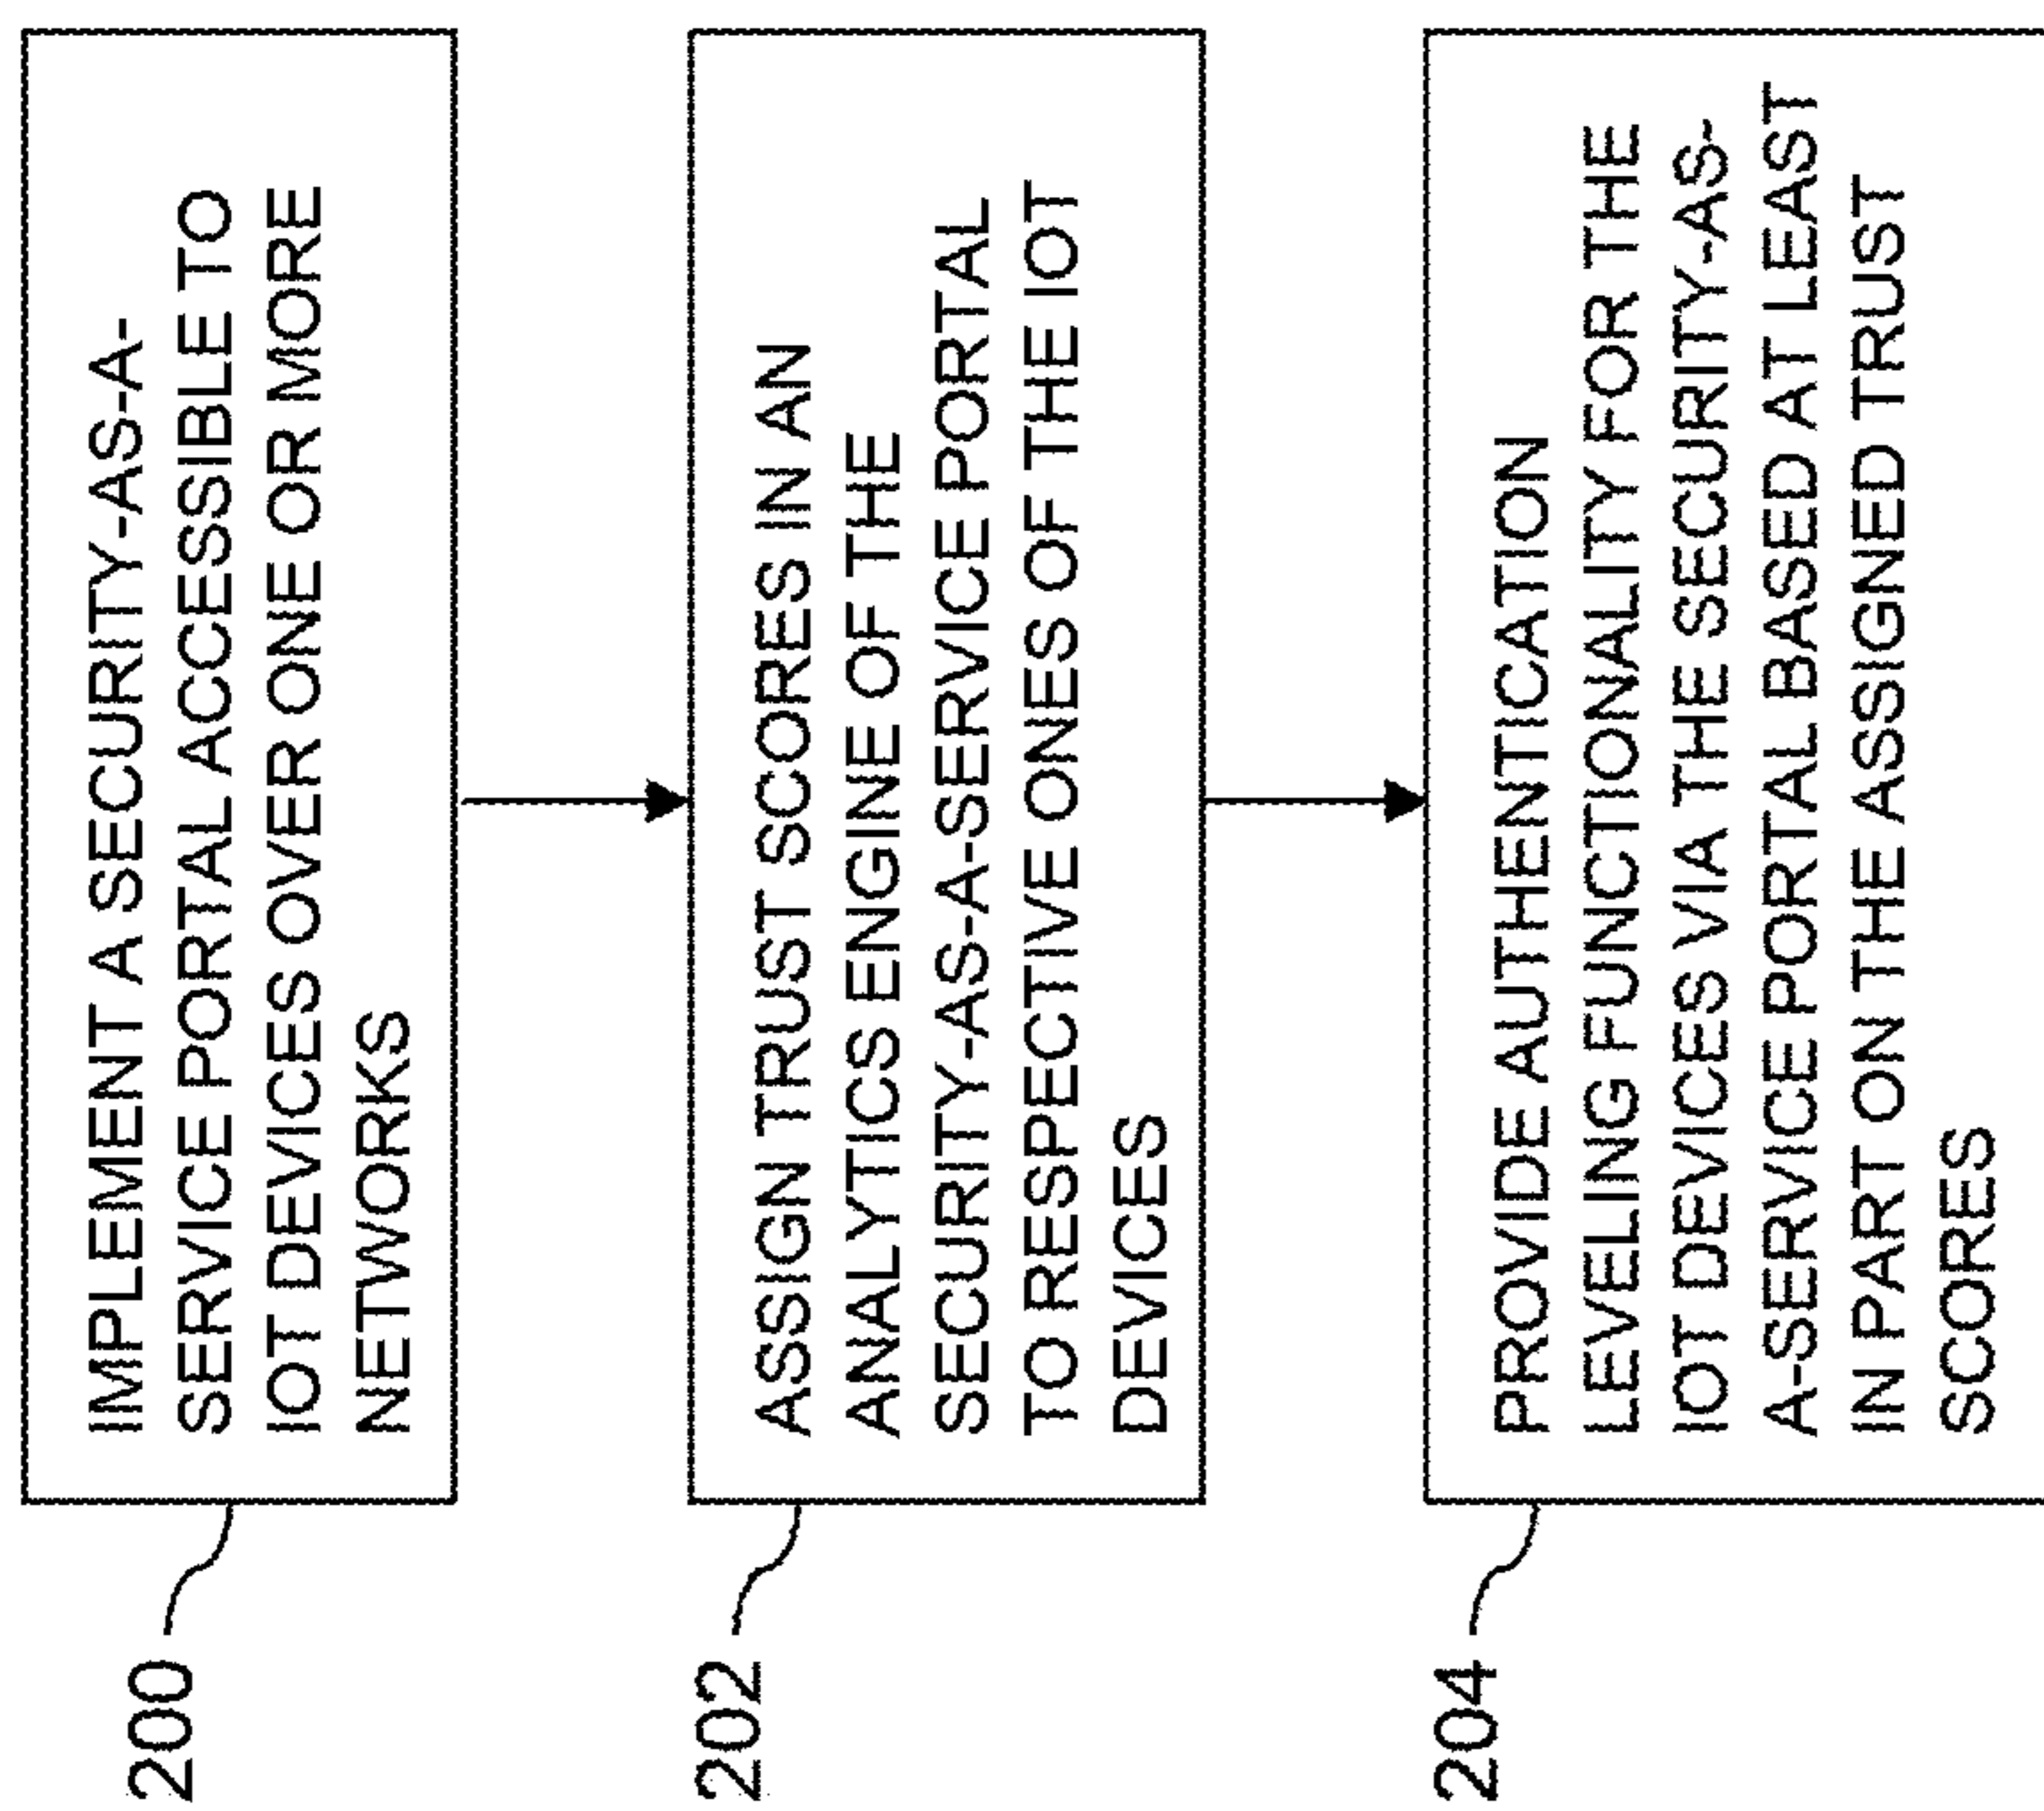 200
IMPLEMENT A SECURITY-AS-A-
SERVICE PORTAL ACCESSIBLE TO
IOT DEVICES OVER ONE OR MORE
NETWORKS
202
ASSIGN TRUST SCORES IN AN
ANALYTICS ENGINE OF THE
SECURITY-AS-A-SERVICE PORTAL
TO RESPECTIVE ONES OF THE IOT
DEVICES
204
PROVIDE AUTHENTICATION
LEVELING FUNCTIONALITY FOR THE
IOT DEVICES VIA THE SECURITY-AS-
A-SERVICE PORTAL BASED AT LEAST
IN PART ON THE ASSIGNED TRUST
SCORES